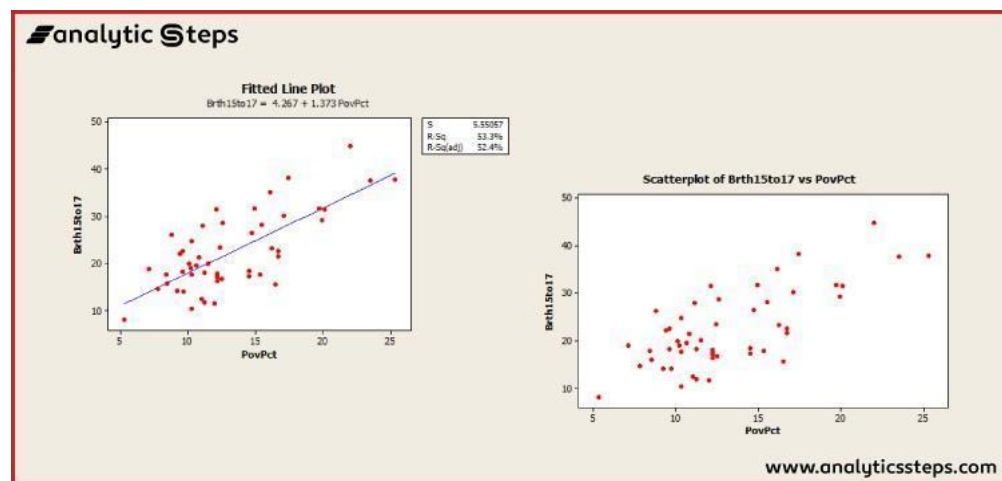 analytic Steps
Fitted Line Plot
Brth15to17 = 4.267 + 1.373 PovPct
S 5.55057
R-Sq 53.3%
R-Sq(adj) 52.4%
50
40
30
20
10
Brth15to17
5 10 15 20 25
PovPct
Scatterplot of Brth15to17 vs PovPct
50
40
30
20
10
Brth15to17
5 10 15 20 25
PovPct
www.analyticssteps.com